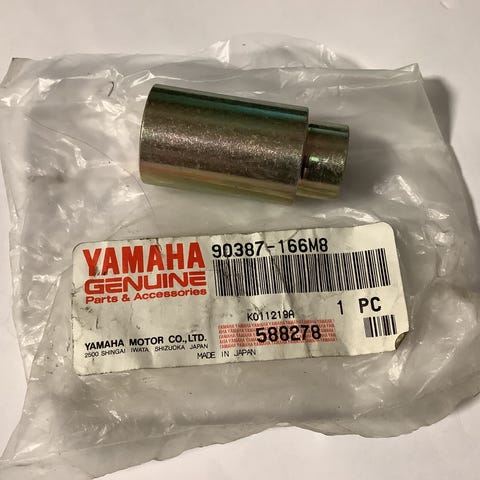 YAMAHA 90387-166M8
GENUINE
Parts & Accessories
K011219A 1 PC
YAMAHA MOTOR CO.,LTD. 588278
2500 SHINGAI IWATA SHIZUOKA JAPAN
MADE IN JAPAN